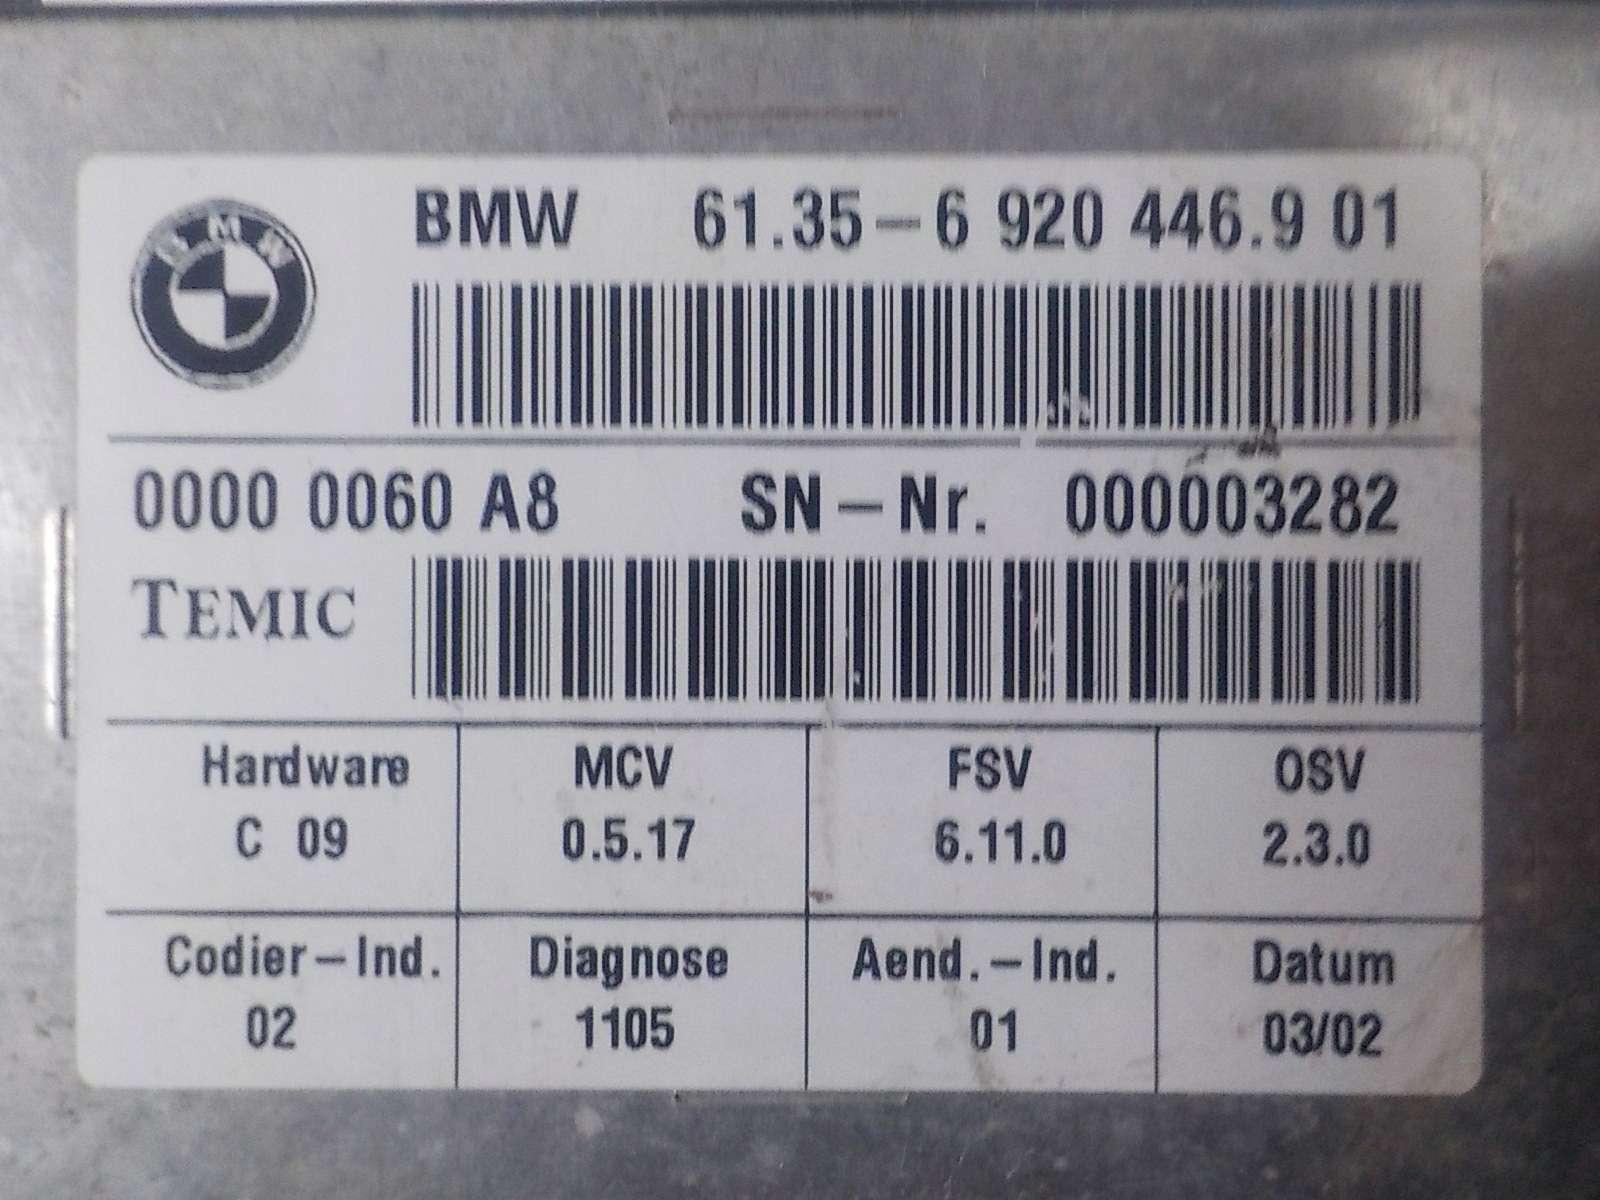 BMW
BMW 61.35-6 920 446.9 01
0000 0060 A8 SN-Nr. 000003282
TEMIC
Hardware MCV FSV OSV
C 09 0.5.17 6.11.0 2.3.0
Codier-Ind. Diagnose Aend.-Ind. Datum
02 1105 01 03/02